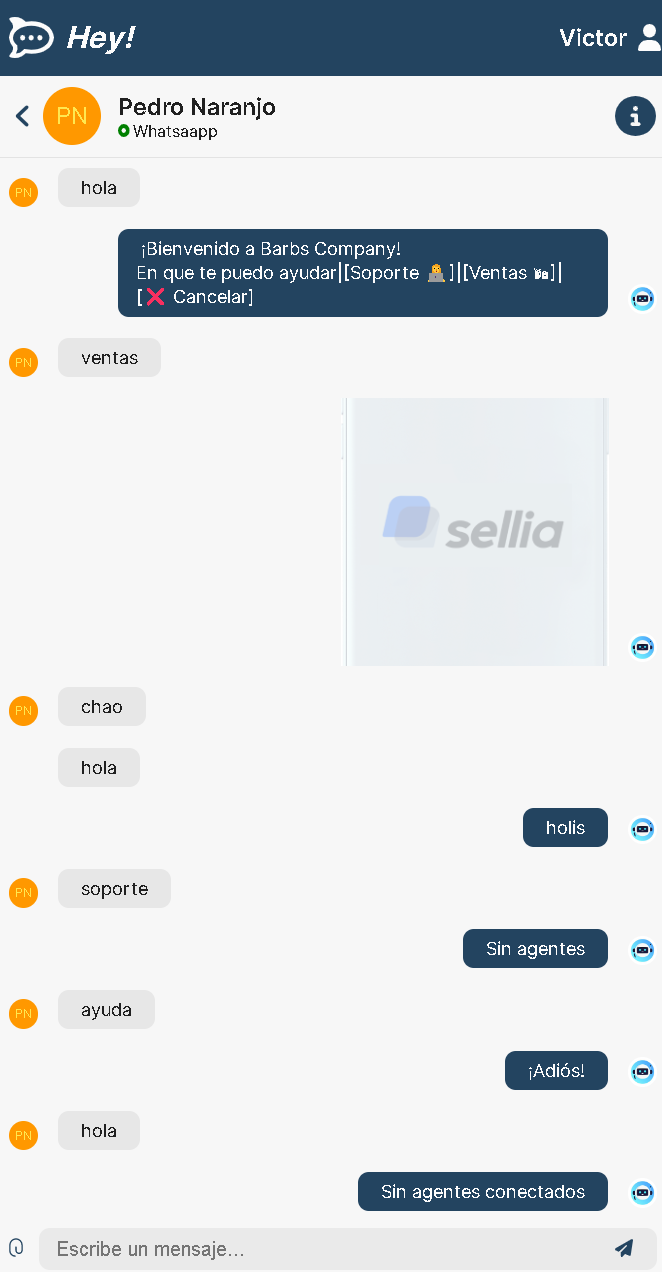 Hey!
Victor
PN
Pedro Naranjo
Whatsaapp
PN
hola
¡Bienvenido a Barbs Company!
En que te puedo ayudar|[Soporte 👩‍💻]|[Ventas 🛍]|
[❌ Cancelar]
PN
ventas
sellia
PN
chao
hola
holis
PN
soporte
Sin agentes
PN
ayuda
¡Adiós!
PN
hola
Sin agentes conectados
Escribe un mensaje...